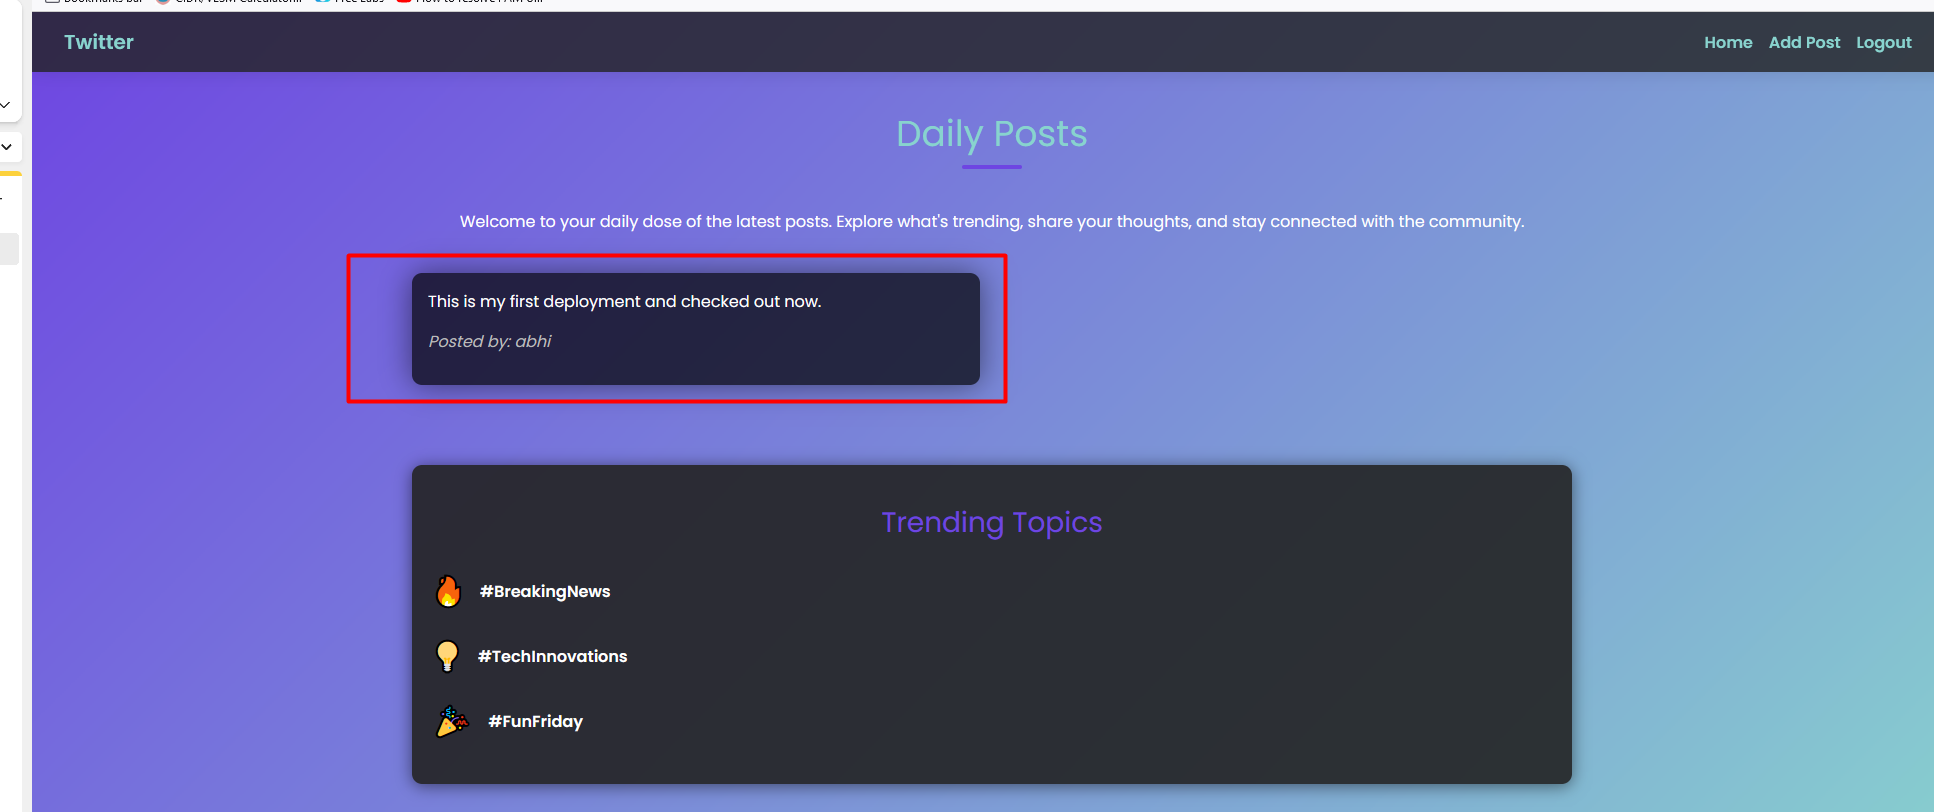 Twitter
Home Add Post Logout
Daily Posts
Welcome to your daily dose of the latest posts. Explore what's trending, share your thoughts, and stay connected with the community.
This is my first deployment and checked out now.
Posted by: abhi
Trending Topics
#BreakingNews
#TechInnovations
#FunFriday